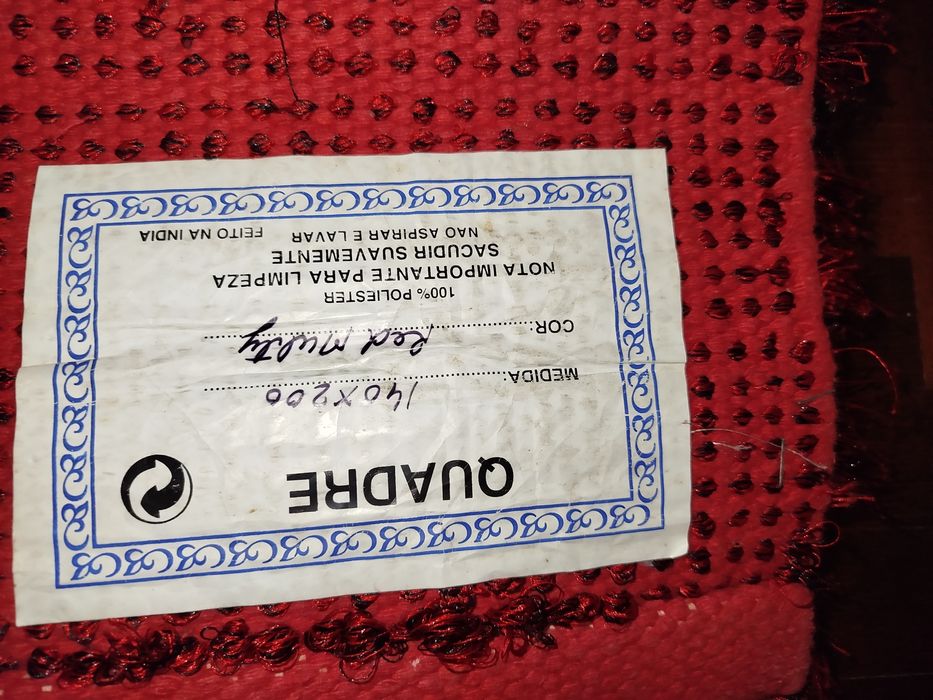 QUADRE
MEDIDA: 140X200
COR: Red Multy
100% POLIESTER
NOTA IMPORTANTE PARA LIMPEZA
SACUDIR SUAVEMENTE
NAO ASPIRAR E LAVAR FEITO NA INDIA